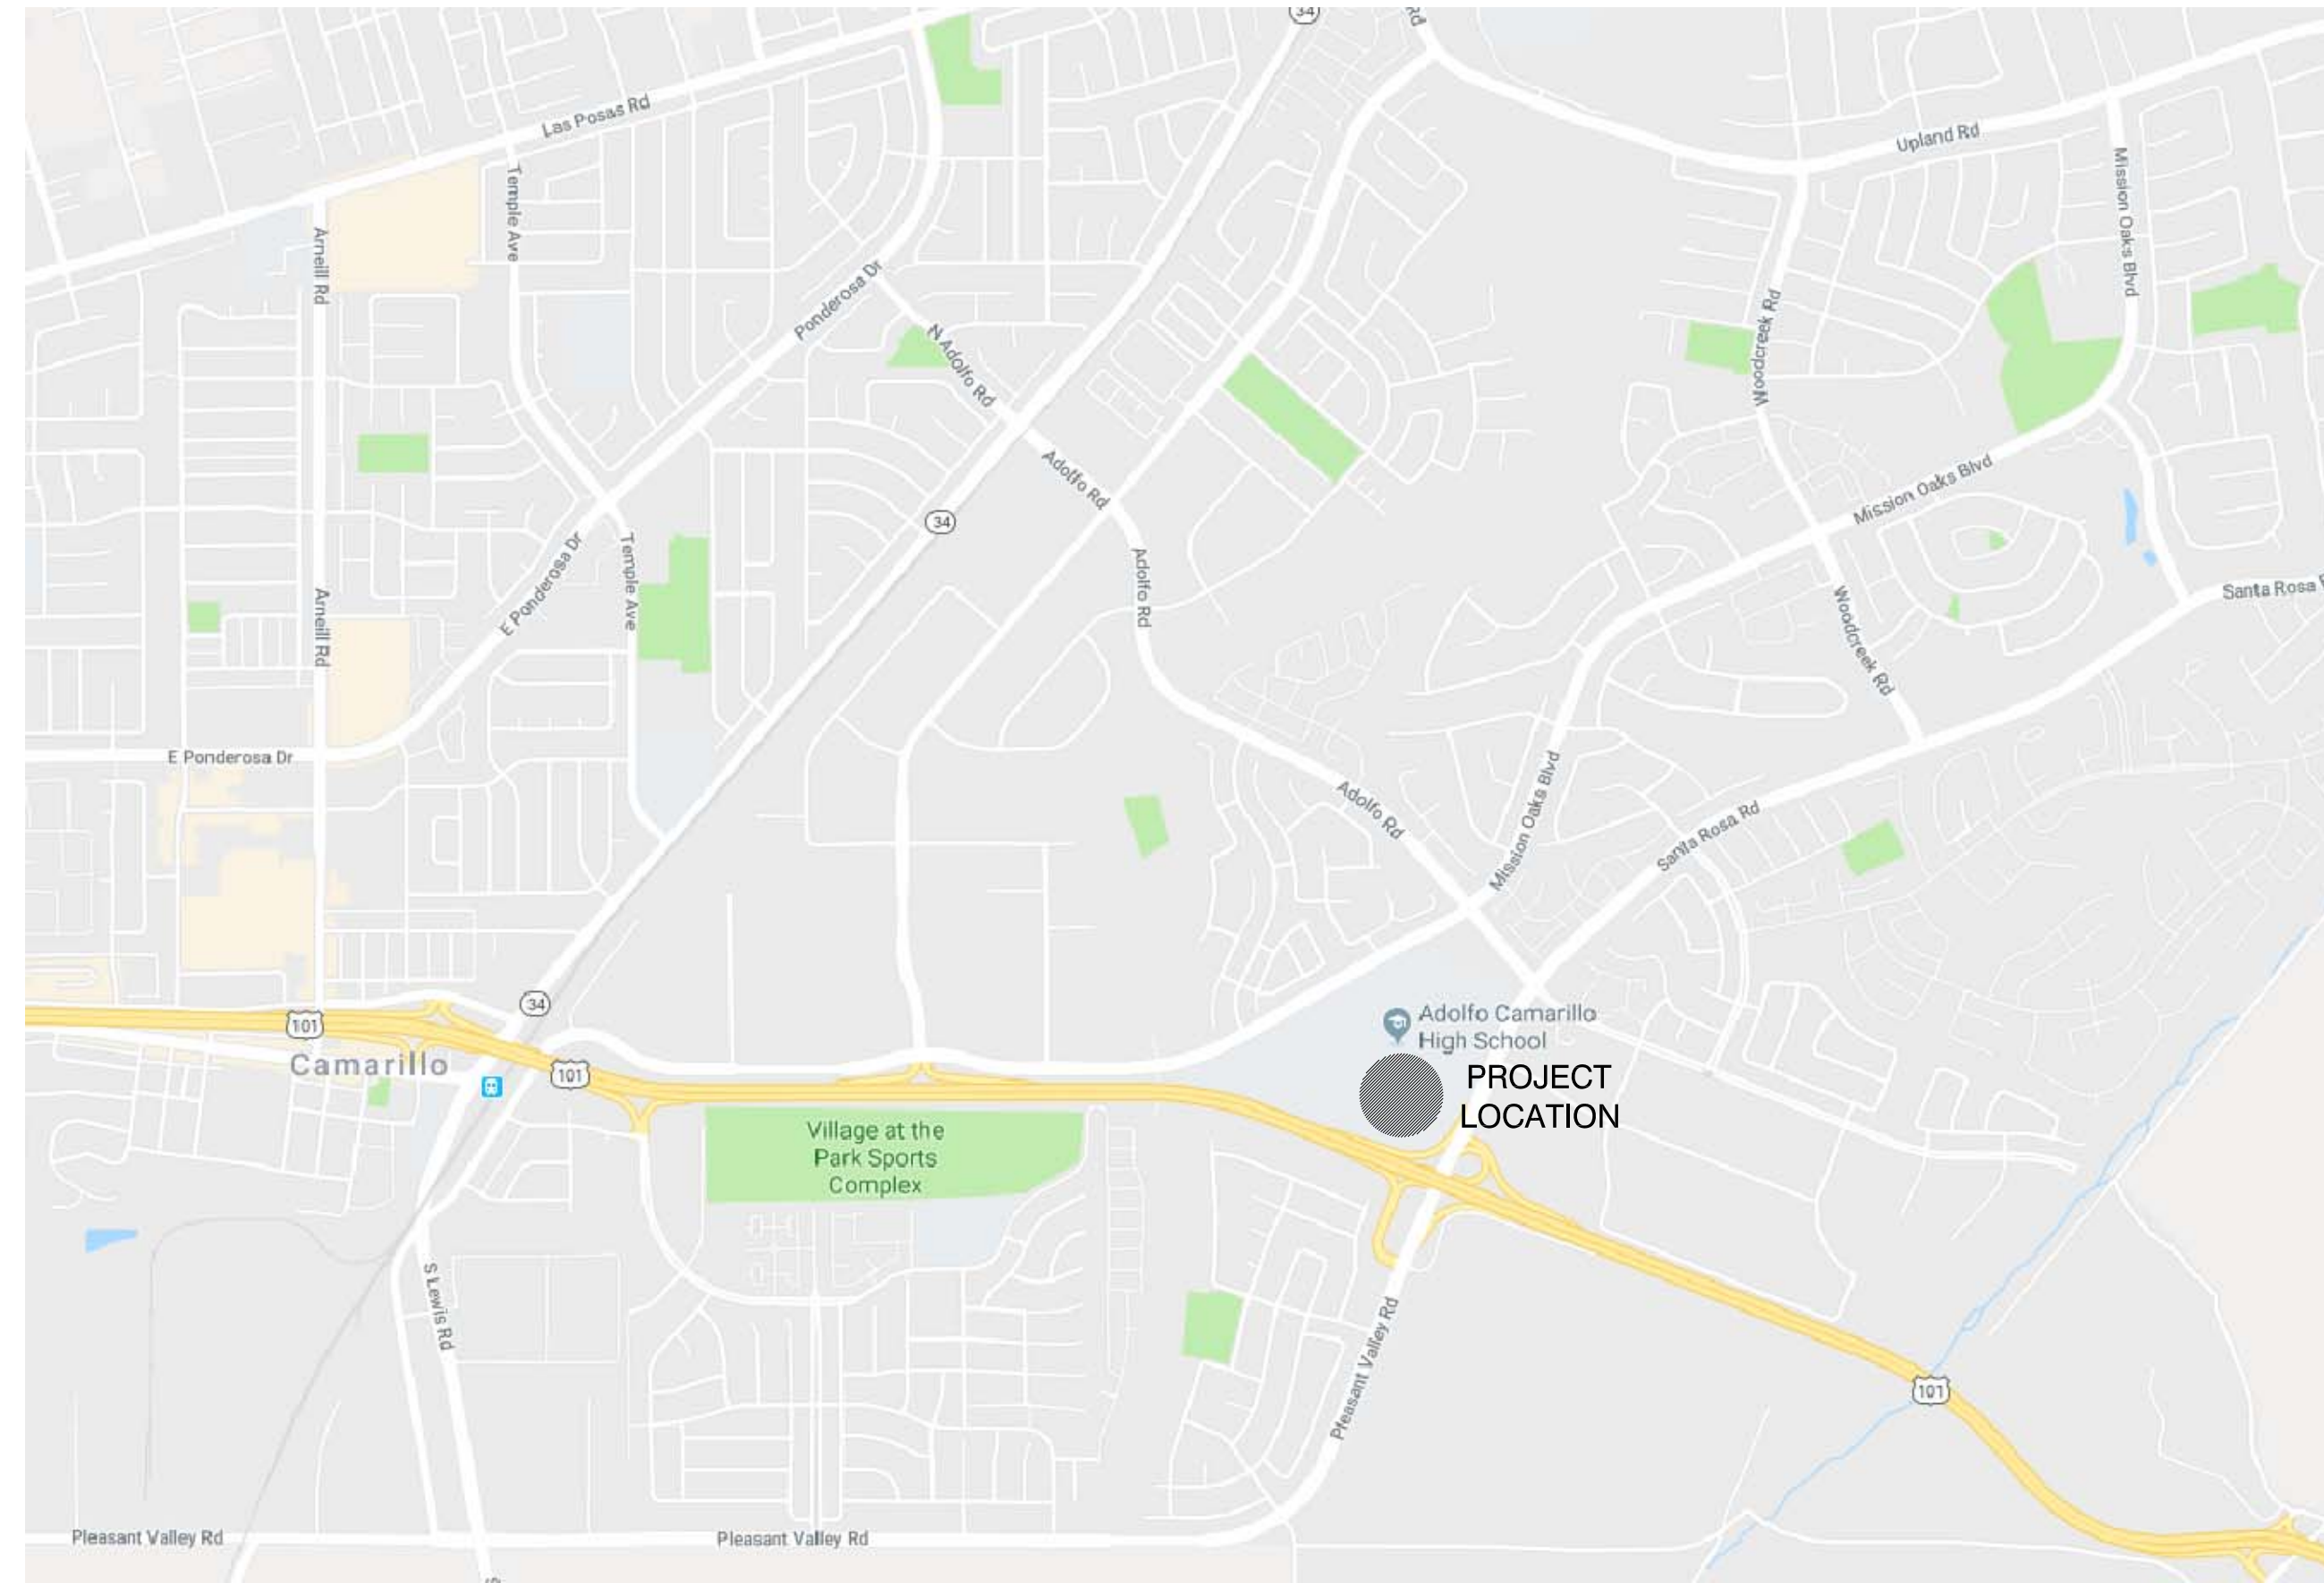 34
Rd
Las Posas Rd
Upland Rd
Temple Ave
Mission Oaks Blvd
Arneill Rd
Ponderosa Dr
Woodcreek Rd
N Adolfo Rd
Adolfo Rd
Mission Oaks Blvd
34
E Ponderosa Dr
Temple Ave
Adolfo Rd
Arneill Rd
Santa Rosa
Woodcreek Rd
E Ponderosa Dr
Adolfo Rd
Mission Oaks Blvd
Santa Rosa Rd
34
101
Adolfo Camarillo
High School
Camarillo
101
PROJECT
LOCATION
Village at the
Park Sports
Complex
S Lewis Rd
Pleasant Valley Rd
101
Pleasant Valley Rd
Pleasant Valley Rd